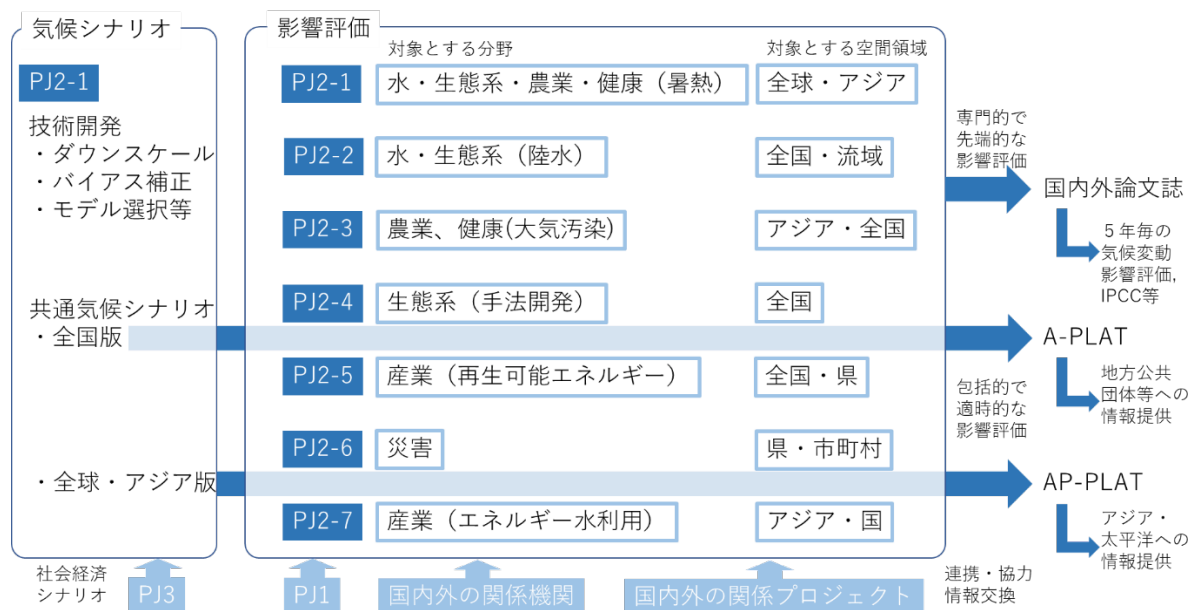 気候シナリオ
PJ2-1
技術開発
・ダウンスケール
・バイアス補正
・モデル選択等
共通気候シナリオ
・全国版
・全球・アジア版
社会経済
シナリオ
PJ3
影響評価
対象とする分野
対象とする空間領域
PJ2-1
水・生態系・農業・健康（暑熱）
全球・アジア
PJ2-2
水・生態系（陸水）
全国・流域
PJ2-3
農業、健康(大気汚染)
アジア・全国
PJ2-4
生態系（手法開発）
全国
PJ2-5
産業（再生可能エネルギー）
全国・県
PJ2-6
災害
県・市町村
PJ2-7
産業（エネルギー水利用）
アジア・国
PJ1
国内外の関係機関
国内外の関係プロジェクト
連携・協力
情報交換
専門的で
先端的な
影響評価
国内外論文誌
５年毎の
気候変動
影響評価,
IPCC等
A-PLAT
地方公共
団体等への
情報提供
包括的で
適時的な
影響評価
AP-PLAT
アジア・
太平洋への
情報提供